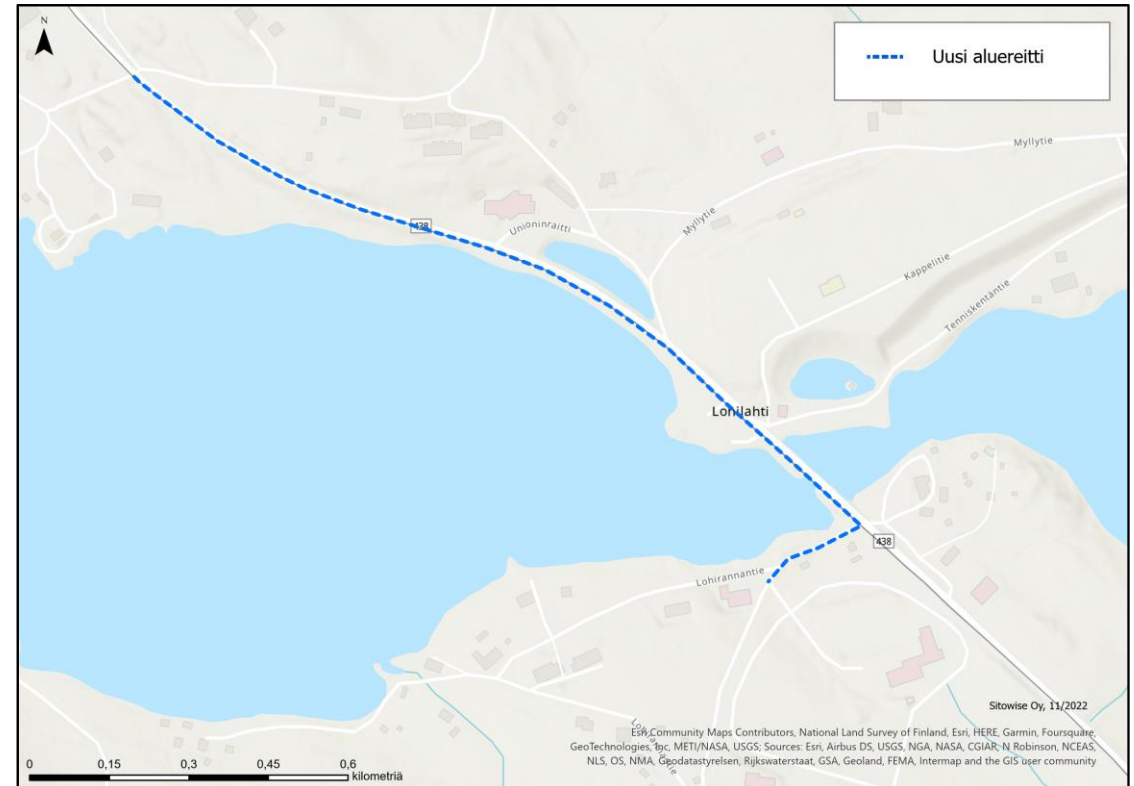 N
Uusi aluereitti
Myllytie
438
Unioninraitti
Myllytie
Kappelitie
Tenniskentäntie
Lohilahti
438
Lohirannantie
Sitowise Oy, 11/2022
Esri Community Maps Contributors, National Land Survey of Finland, Esri, HERE, Garmin, Foursquare,
GeoTechnologies, Inc, METI/NASA, USGS; Sources: Esri, Airbus DS, USGS, NGA, NASA, CGIAR, N Robinson, NCEAS,
NLS, OS, NMA, Geodatastyrelsen, Rijkswaterstaat, GSA, Geoland, FEMA, Intermap and the GIS user community
0 0,15 0,3 0,45 0,6
kilometriä